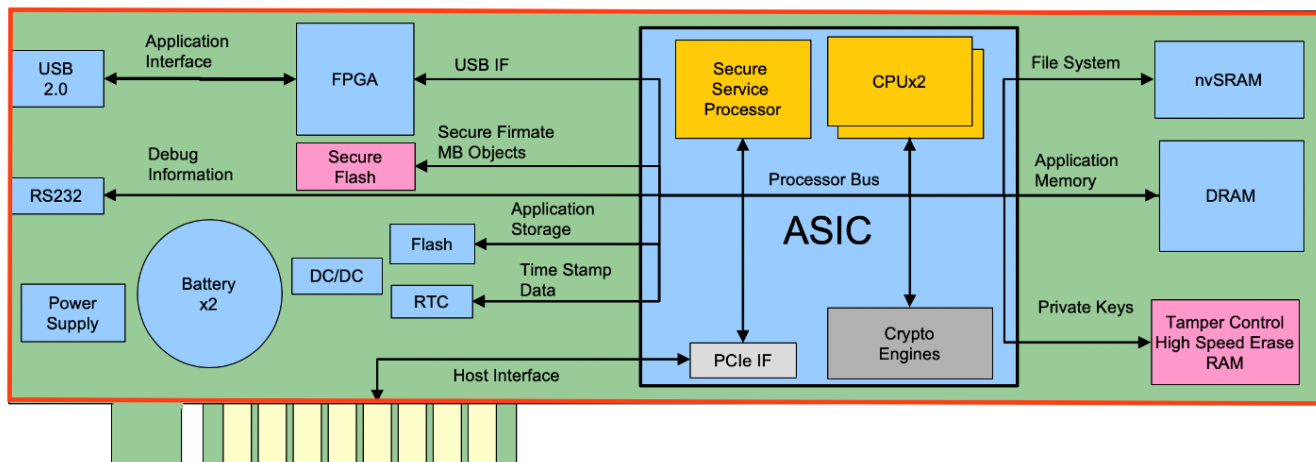 USB
2.0
Application
Interface
FPGA
USB IF
Secure
Service
Processor
CPUx2
File System
nvSRAM
Secure Firmate
MB Objects
Secure
Flash
Debug
Information
RS232
Processor Bus
Application
Memory
DRAM
ASIC
Application
Storage
Flash
Battery
x2
DC/DC
Time Stamp
Data
RTC
Power
Supply
Private Keys
Tamper Control
High Speed Erase
RAM
Crypto
Engines
PCIe IF
Host Interface